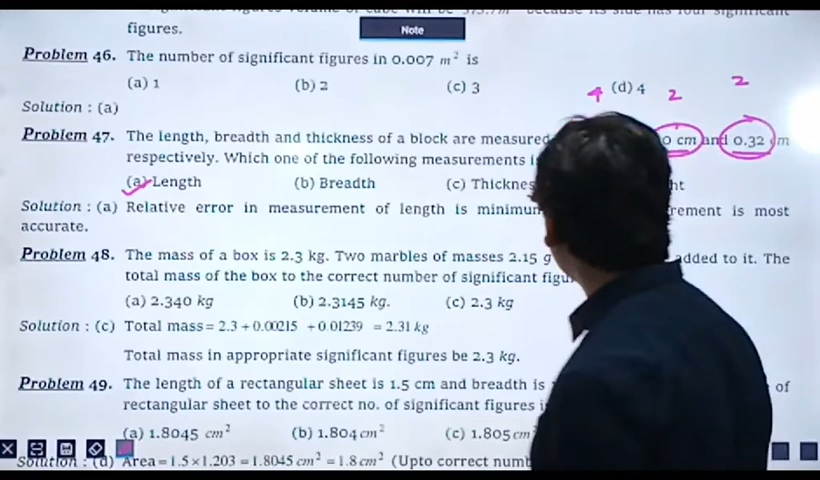 Note
figures.
Problem 46. The number of significant figures in 0.007 m² is
(a) 1 (b) 2 (c) 3 (d) 4
4 2 2
Solution : (a)
Problem 47. The length, breadth and thickness of a block are measured 0 cm and 0.32 cm
respectively. Which one of the following measurements
(a) Length (b) Breadth (c)
Solution : (a) Relative error in measurement of length is minimum is most
accurate.
Problem 48. The mass of a box is 2.3 kg. Two marbles of masses 2.15 g added to it. The
total mass of the box to the correct number of significant
(a) 2.340 kg (b) 2.3145 kg. (c) 2.3 kg
Solution : (c) Total mass = 2.3 + 0.00215 + 0.01239 = 2.31 kg
Total mass in appropriate significant figures be 2.3 kg.
Problem 49. The length of a rectangular sheet is 1.5 cm and breadth is of
rectangular sheet to the correct no. of significant figures
(a) 1.8045 cm² (b) 1.804 cm² (c) 1.805 cm
Solution : (d) Area = 1.5 × 1.203 = 1.8045 cm² = 1.8 cm² (Upto correct